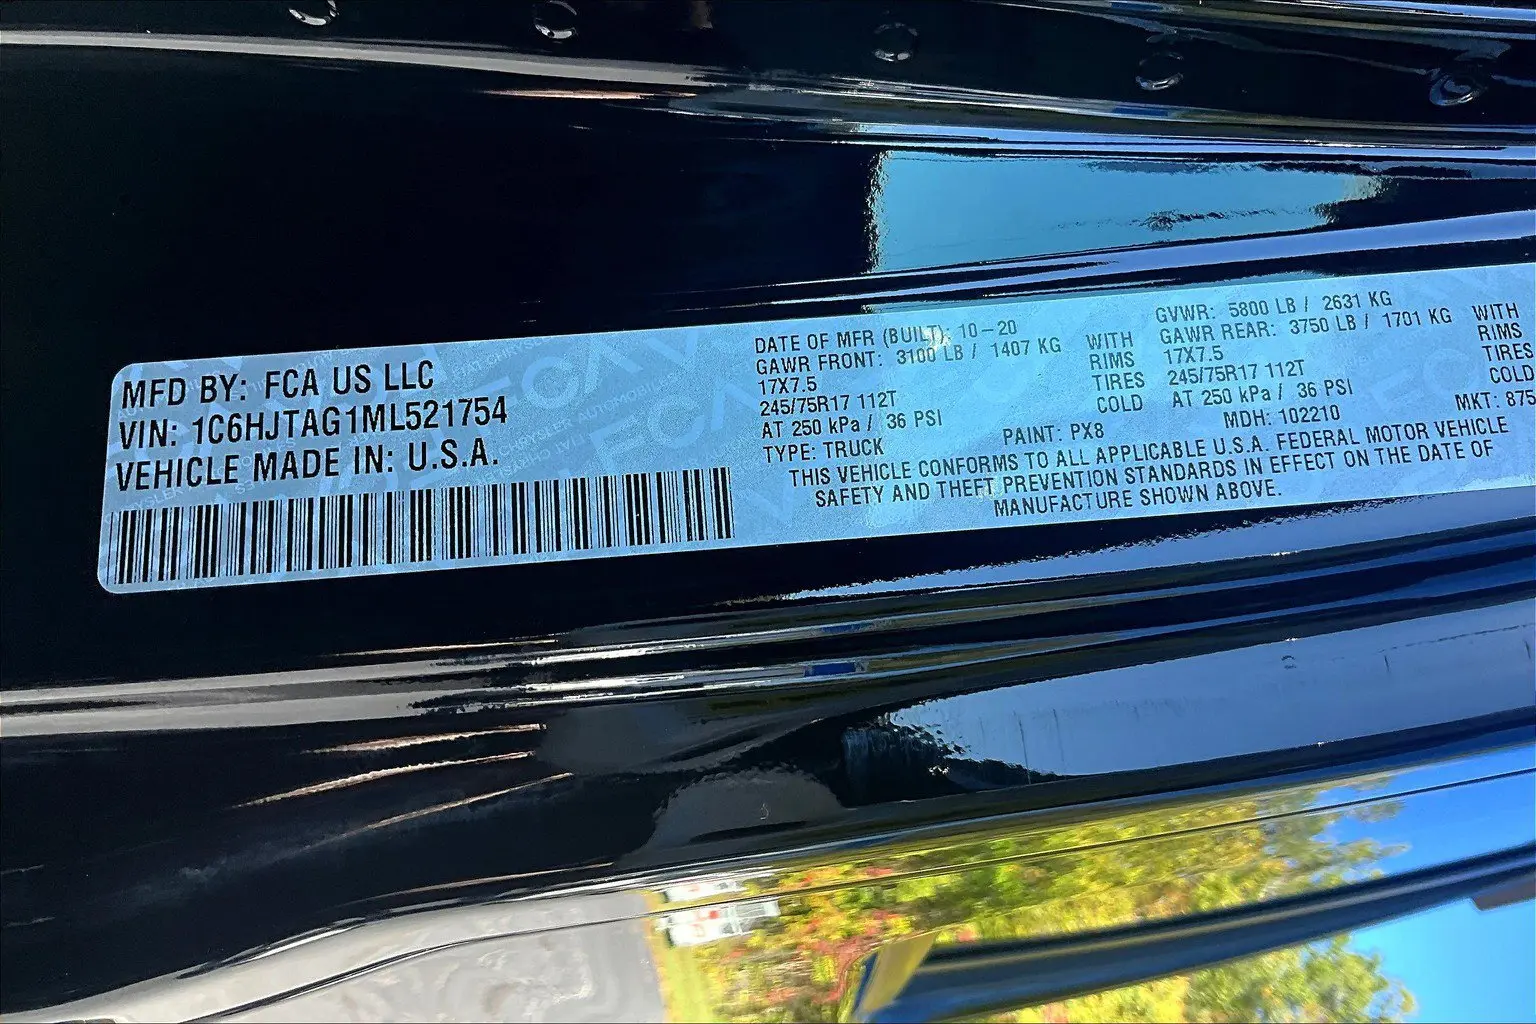 MFD BY: FCA US LLC
VIN: 1C6HJTAG1ML521754
VEHICLE MADE IN: U.S.A.
DATE OF MFR (BUILT): 10-20
GAWR FRONT: 3100 LB / 1407 KG WITH
17X7.5 RIMS
245/75R17 112T TIRES
AT 250 kPa / 36 PSI COLD
GVWR: 5800 LB / 2631 KG
GAWR REAR: 3750 LB / 1701 KG WITH
17X7.5 RIMS
245/75R17 112T TIRES
AT 250 kPa / 36 PSI COLD
TYPE: TRUCK PAINT: PX8 MDH: 102210 MKT: 875
THIS VEHICLE CONFORMS TO ALL APPLICABLE U.S.A. FEDERAL MOTOR VEHICLE
SAFETY AND THEFT PREVENTION STANDARDS IN EFFECT ON THE DATE OF
MANUFACTURE SHOWN ABOVE.